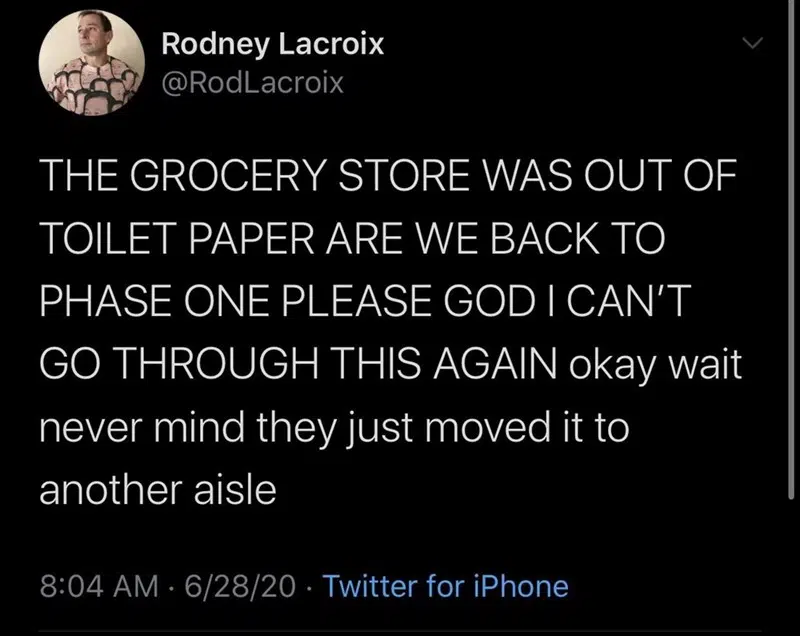 Rodney Lacroix
@RodLacroix
THE GROCERY STORE WAS OUT OF
TOILET PAPER ARE WE BACK TO
PHASE ONE PLEASE GOD I CAN'T
GO THROUGH THIS AGAIN okay wait
never mind they just moved it to
another aisle
8:04 AM · 6/28/20 · Twitter for iPhone